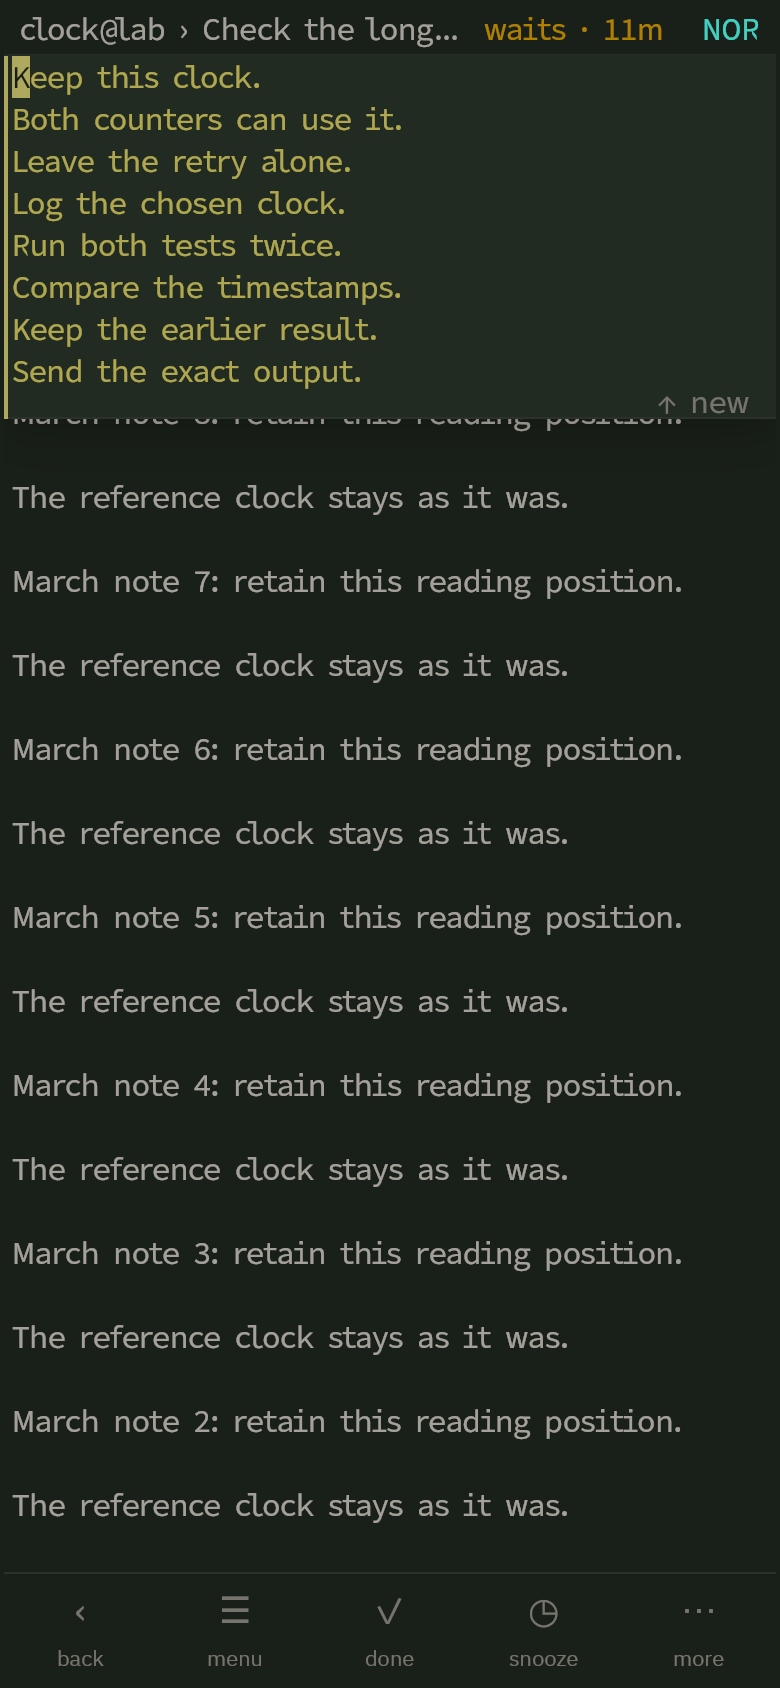 clock@lab › Check the long… waits · 11m NOR
Keep this clock.
Both counters can use it.
Leave the retry alone.
Log the chosen clock.
Run both tests twice.
Compare the timestamps.
Keep the earlier result.
Send the exact output.
↑ new
March note 8: retain this reading position.
The reference clock stays as it was.
March note 7: retain this reading position.
The reference clock stays as it was.
March note 6: retain this reading position.
The reference clock stays as it was.
March note 5: retain this reading position.
The reference clock stays as it was.
March note 4: retain this reading position.
The reference clock stays as it was.
March note 3: retain this reading position.
The reference clock stays as it was.
March note 2: retain this reading position.
The reference clock stays as it was.
back menu done snooze more